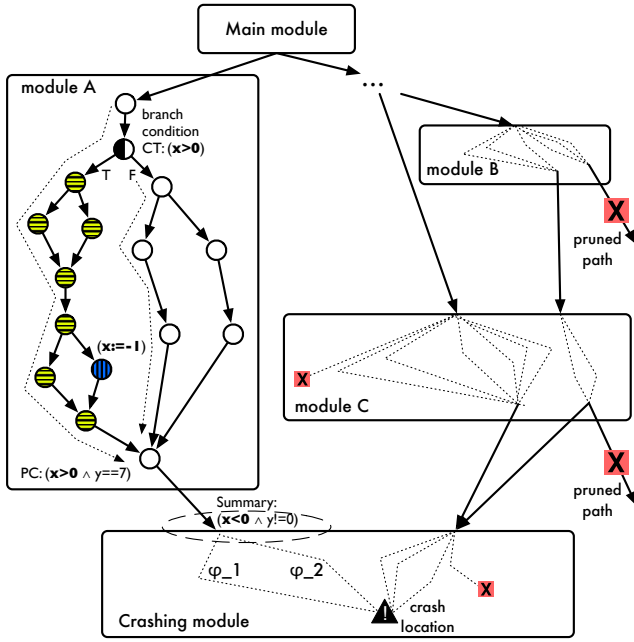 Main module
module A
...
branch
condition
CT: (x>0)
T F
module B
X
pruned
path
(x:=-1)
X
module C
X
pruned
path
PC: (x>0 ∧ y==7)
Summary:
(x<0 ∧ y!=0)
φ_1 φ_2
X
!
crash
location
Crashing module